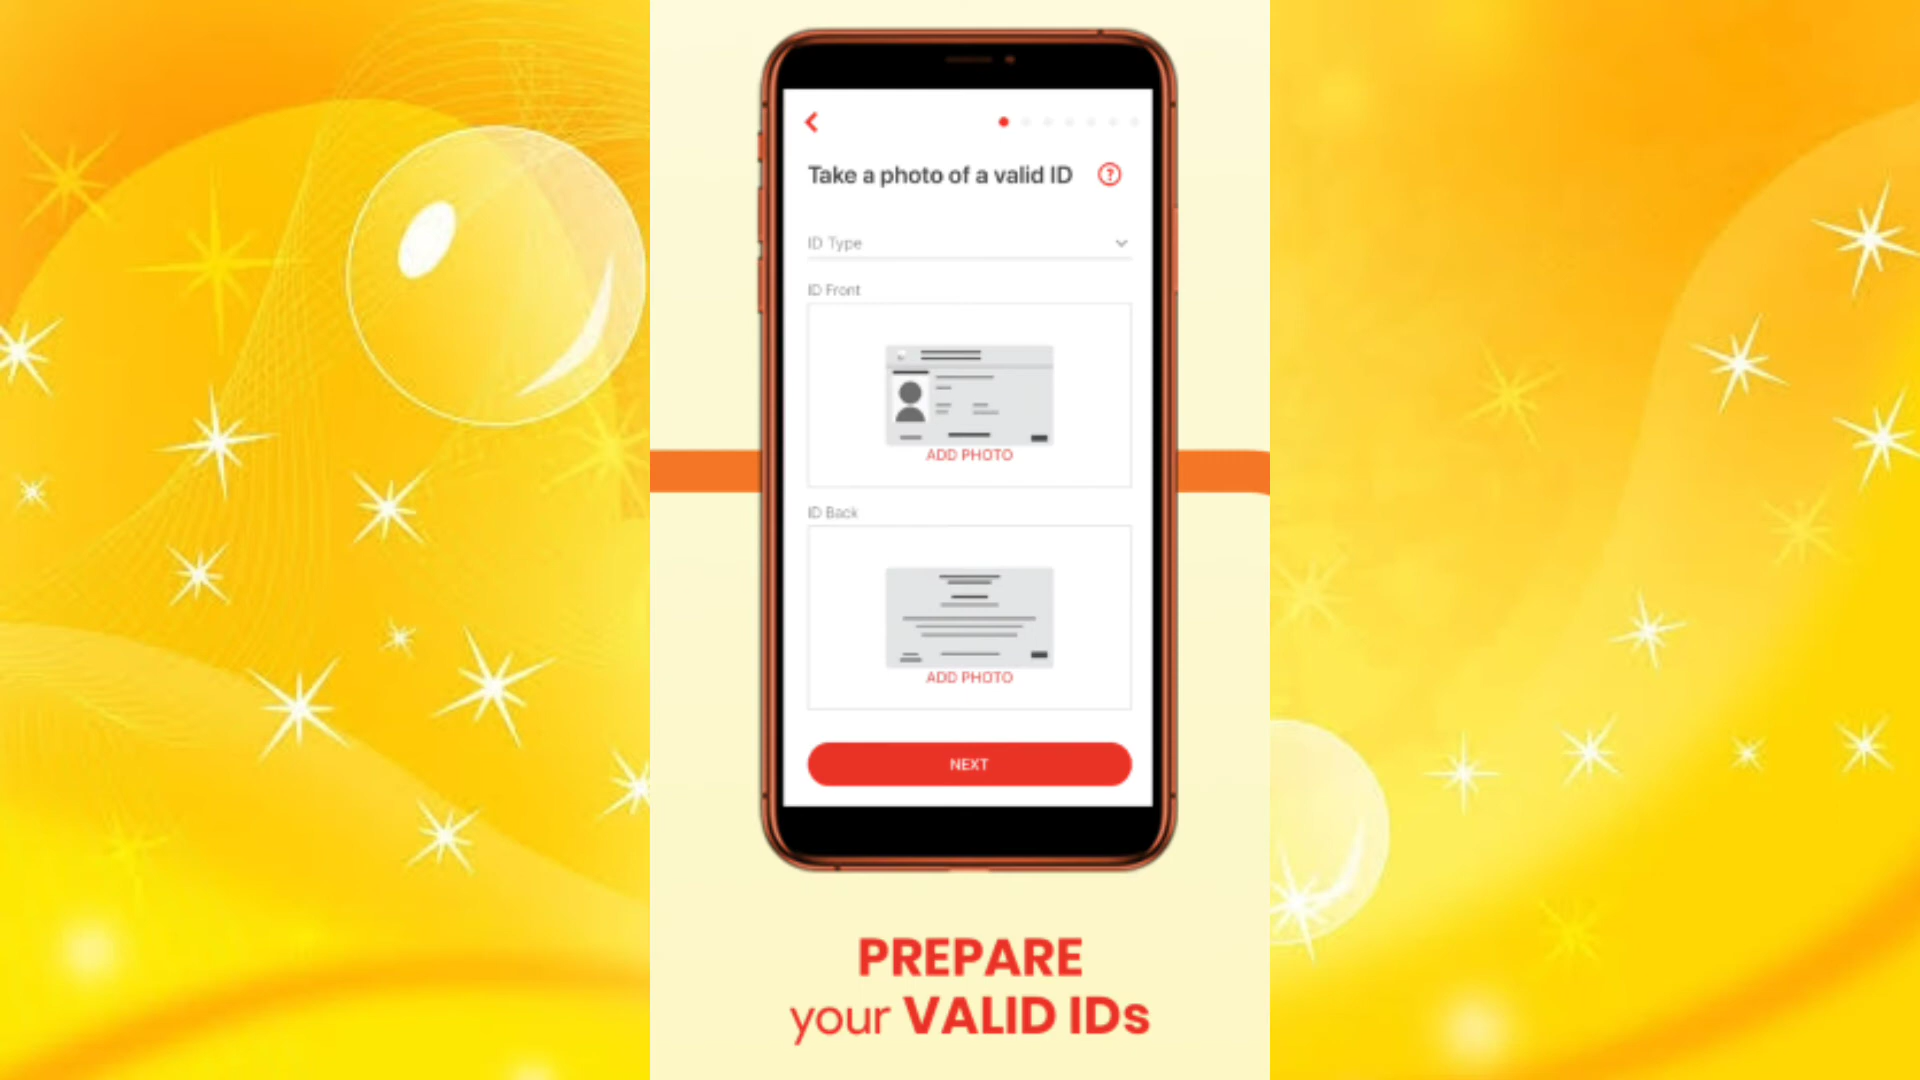 Take a photo of a valid ID ?
ID Type
ID Front
ADD PHOTO
ID Back
ADD PHOTO
NEXT
PREPARE
your VALID IDs